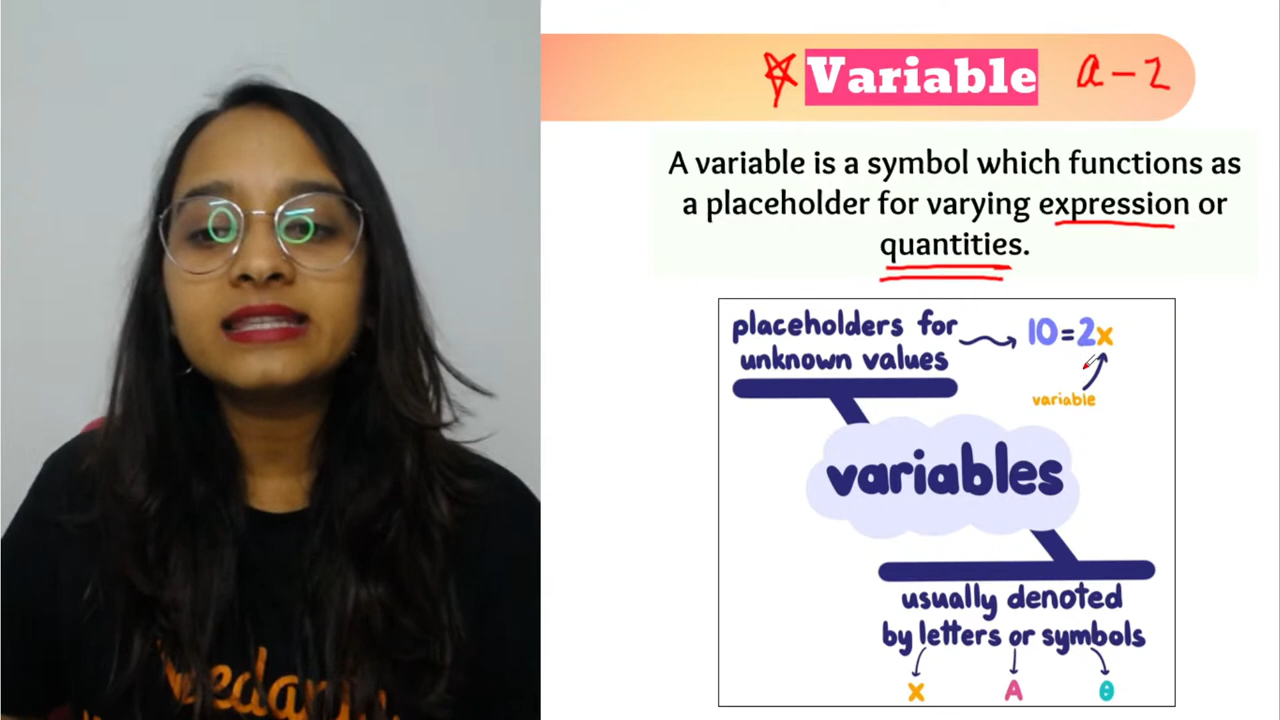 Variable a-z
A variable is a symbol which functions as
a placeholder for varying expression or
quantities.
placeholders for
unknown values
10=2x
variable
variables
usually denoted
by letters or symbols
x A θ